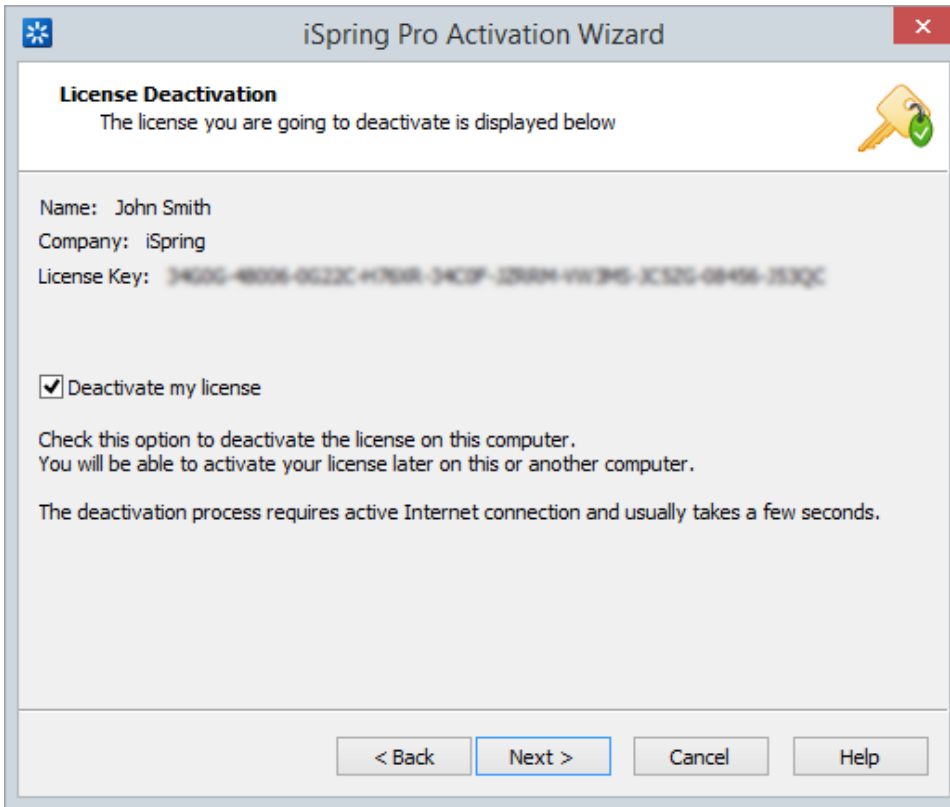 iSpring Pro Activation Wizard
License Deactivation
The license you are going to deactivate is displayed below
Name: John Smith
Company: iSpring
License Key:
Deactivate my license
Check this option to deactivate the license on this computer.
You will be able to activate your license later on this or another computer.
The deactivation process requires active Internet connection and usually takes a few seconds.
< Back Next > Cancel Help